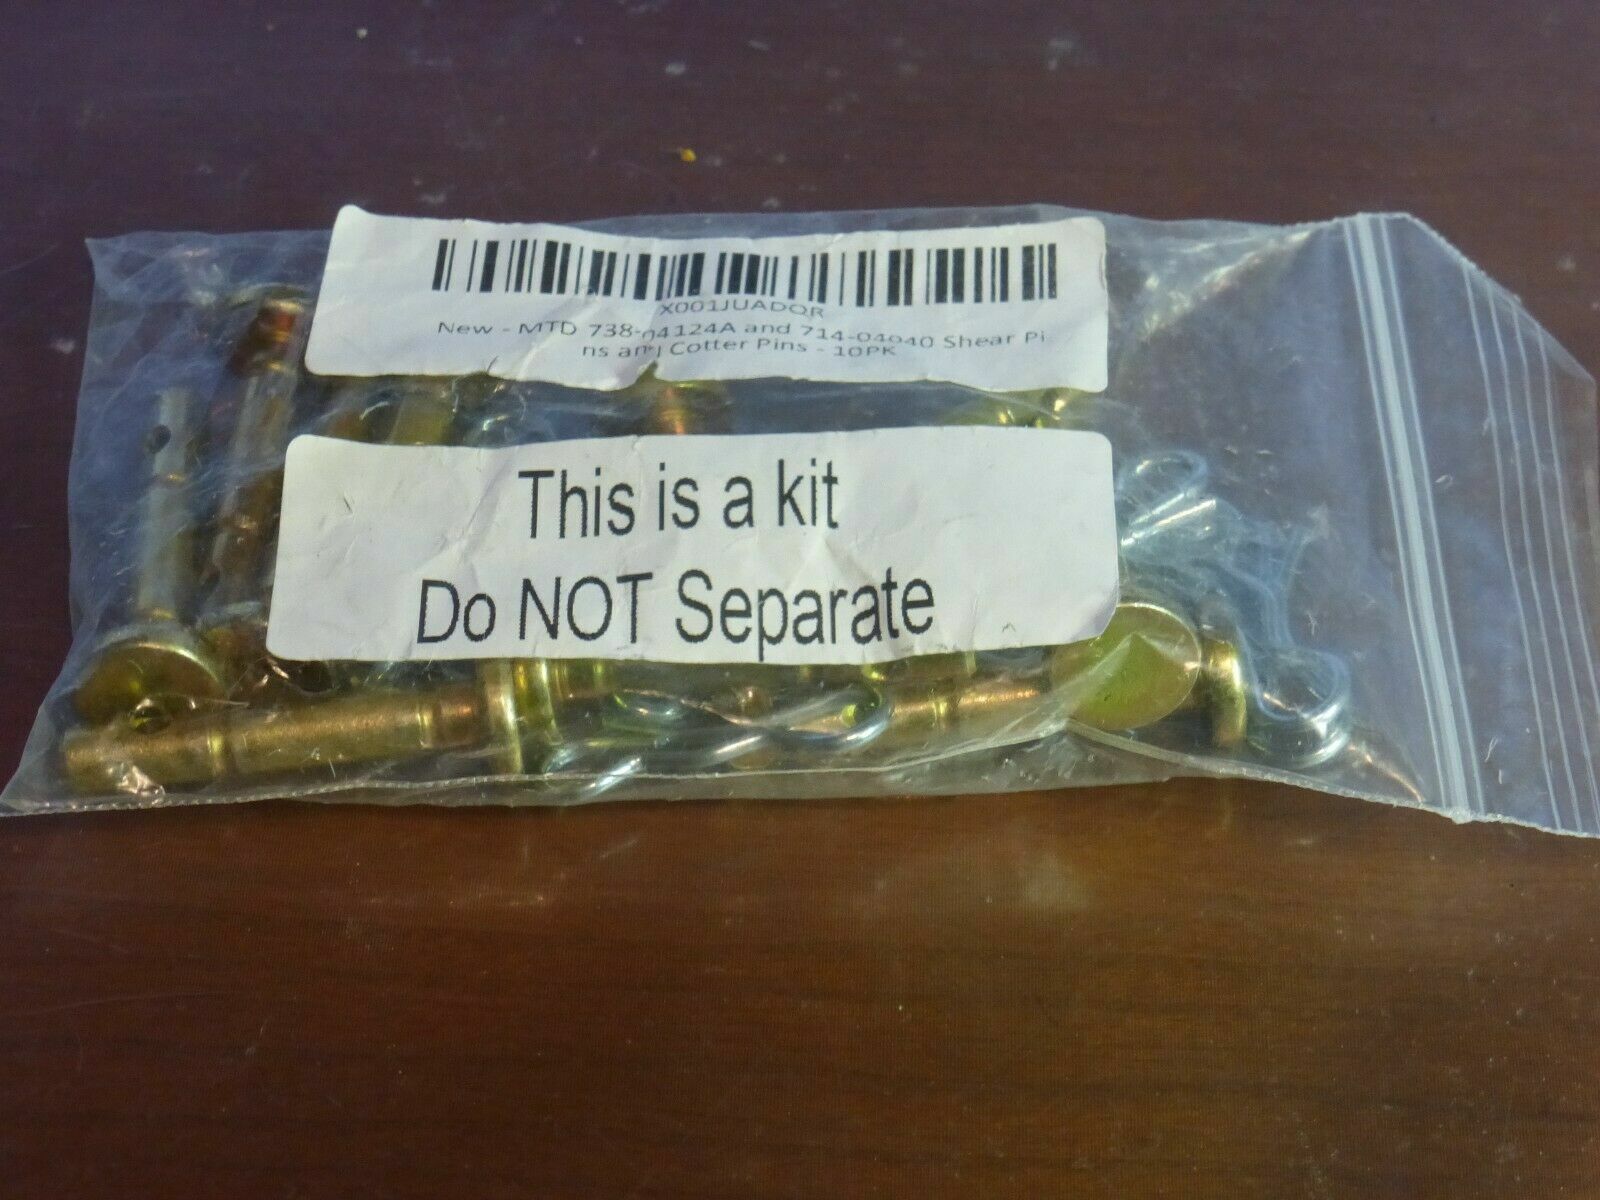 X001JUADQR
New - MTD 738-04124A and 714-04040 Shear Pi
ns and Cotter Pins - 10PK
This is a kit
Do NOT Separate